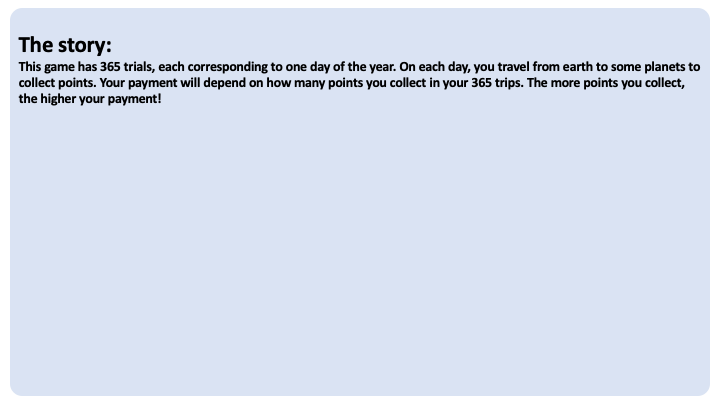 The story:
This game has 365 trials, each corresponding to one day of the year. On each day, you travel from earth to some planets to
collect points. Your payment will depend on how many points you collect in your 365 trips. The more points you collect,
the higher your payment!